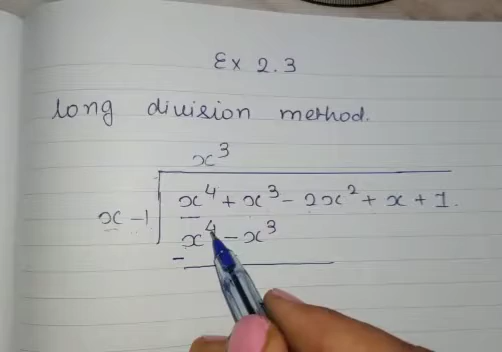 Ex 2.3
long division method.
x³
x - 1 x⁴ + x³ - 2x² + x + 1.
x⁴ - x³
-